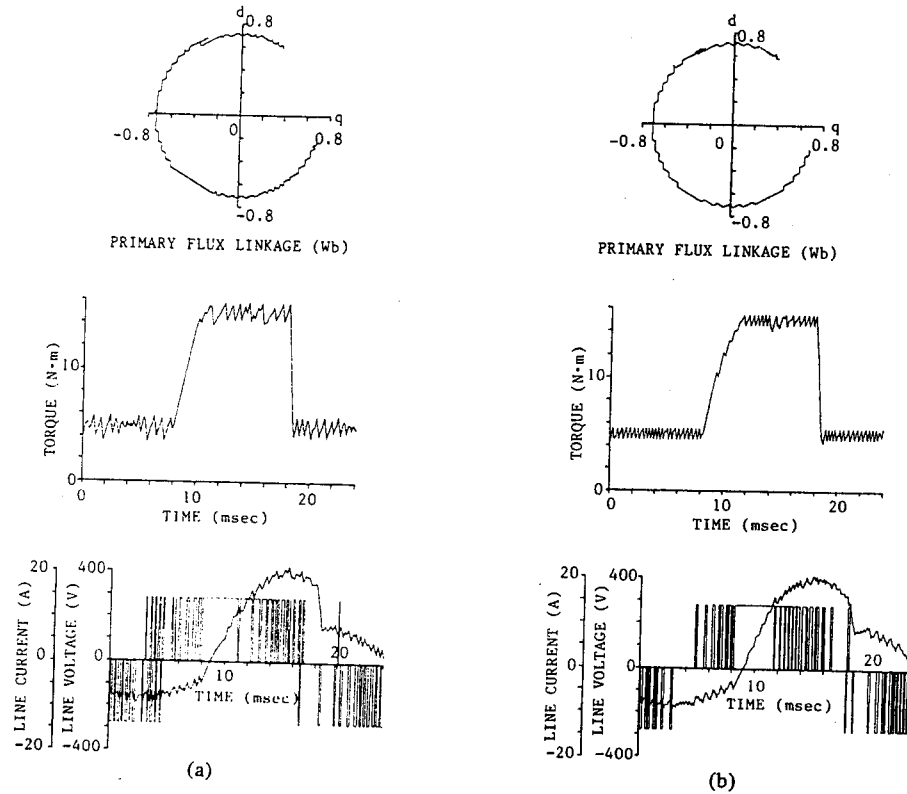 d
0.8
q
-0.8
0
0.8
-0.8
PRIMARY FLUX LINKAGE (Wb)
TORQUE (N•m)
10
0
0
10
20
TIME (msec)
LINE CURRENT (A)
20
0
-20
LINE VOLTAGE (V)
400
0
-400
10
20
TIME (msec)
(a)
d
0.8
q
-0.8
0
0.8
-0.8
PRIMARY FLUX LINKAGE (Wb)
TORQUE (N•m)
10
0
0
10
20
TIME (msec)
LINE CURRENT (A)
20
0
-20
LINE VOLTAGE (V)
400
0
-400
10
20
TIME (msec)
(b)